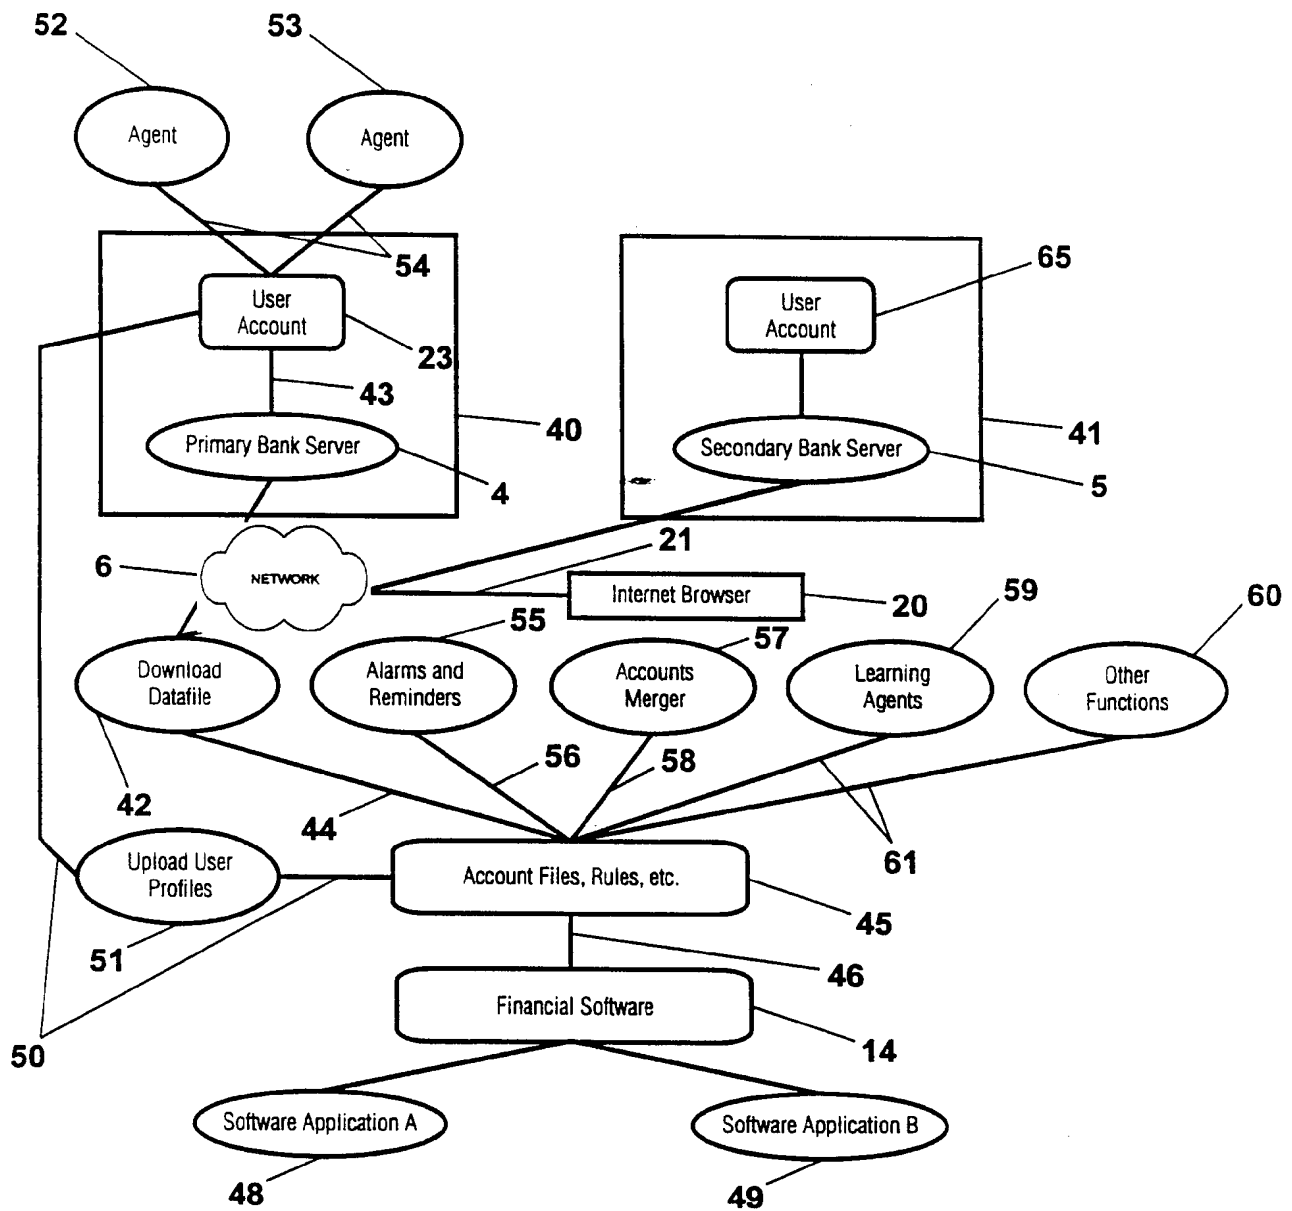 52
53
Agent
Agent
54
65
User
Account
User
Account
23
43
40
41
Primary Bank Server
Secondary Bank Server
4
5
21
6
NETWORK
Internet Browser
20
59
60
55
57
Download
Datafile
Alarms and
Reminders
Accounts
Merger
Learning
Agents
Other
Functions
56
58
42
44
61
Upload User
Profiles
Account Files, Rules, etc.
45
51
46
Financial Software
50
14
Software Application A
Software Application B
48
49